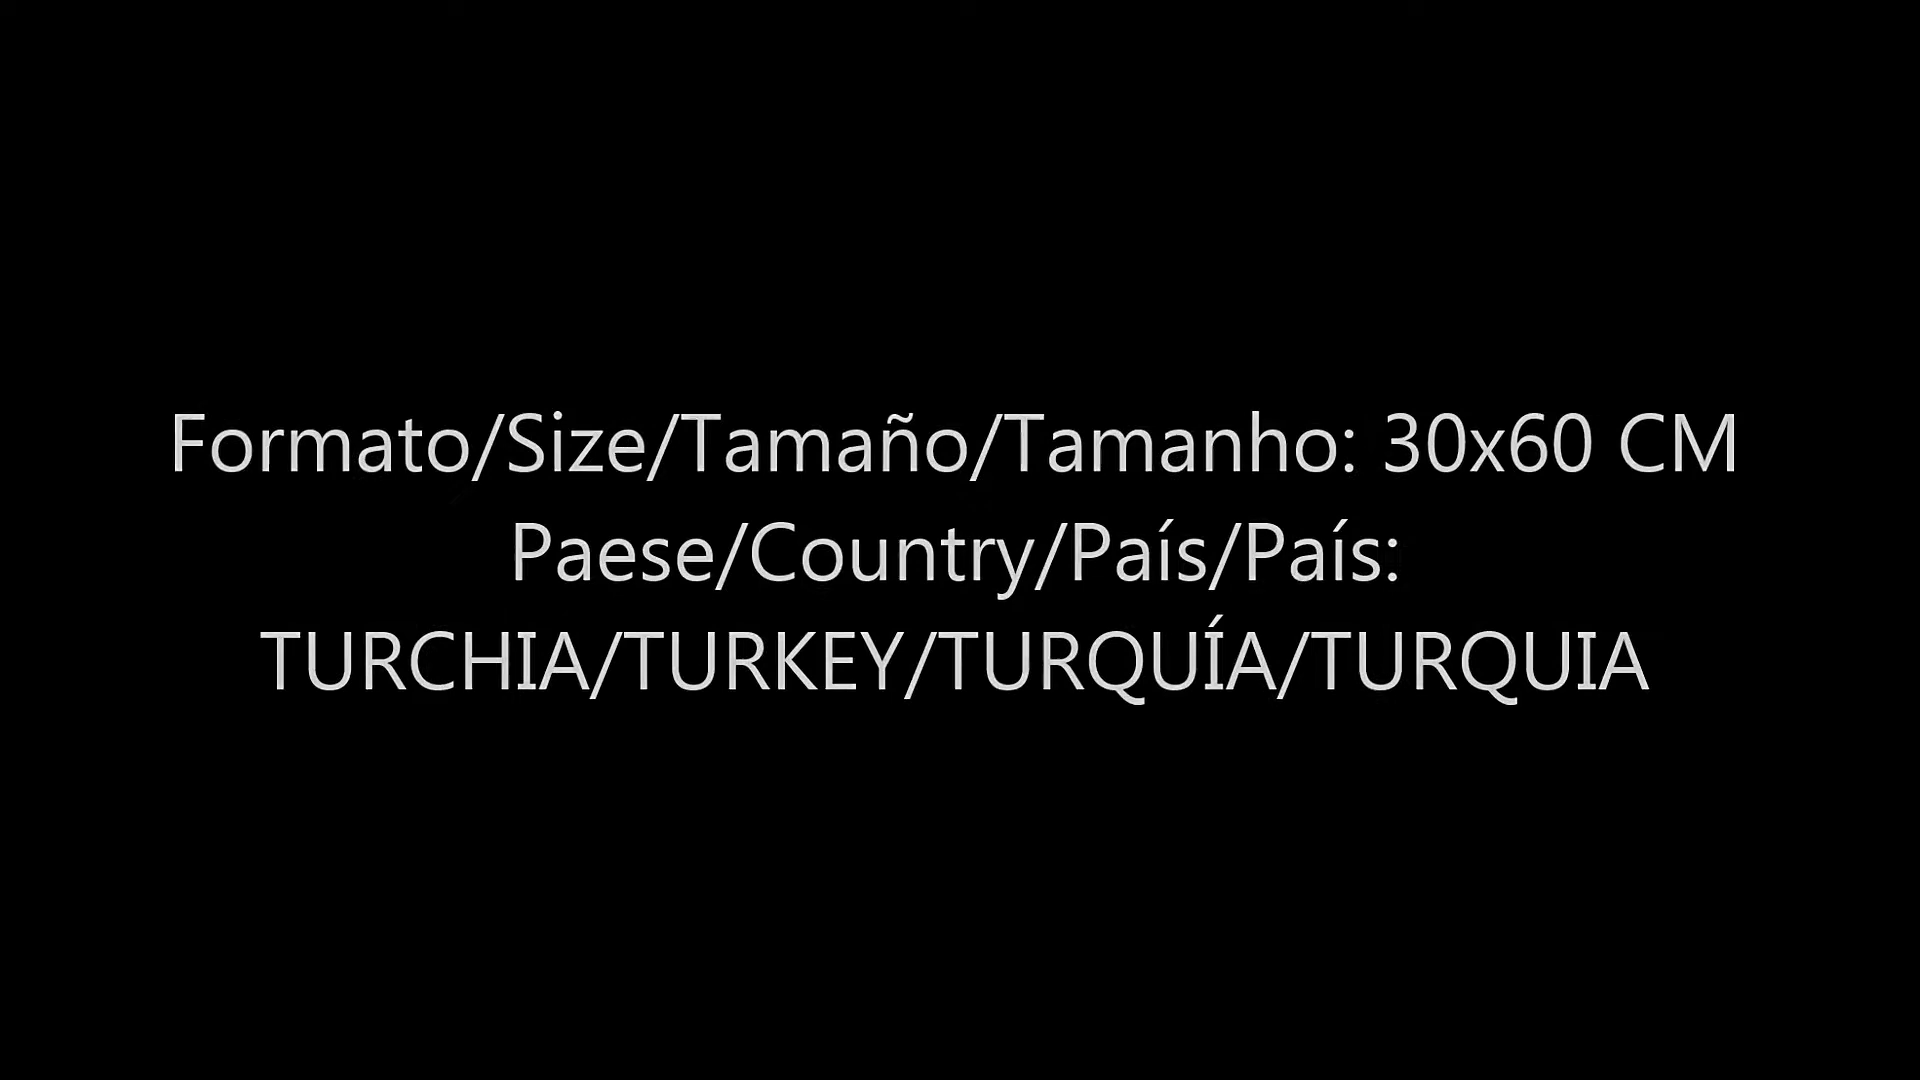 Formato/Size/Tamaño/Tamanho: 30x60 CM
Paese/Country/País/País:
TURCHIA/TURKEY/TURQUÍA/TURQUIA